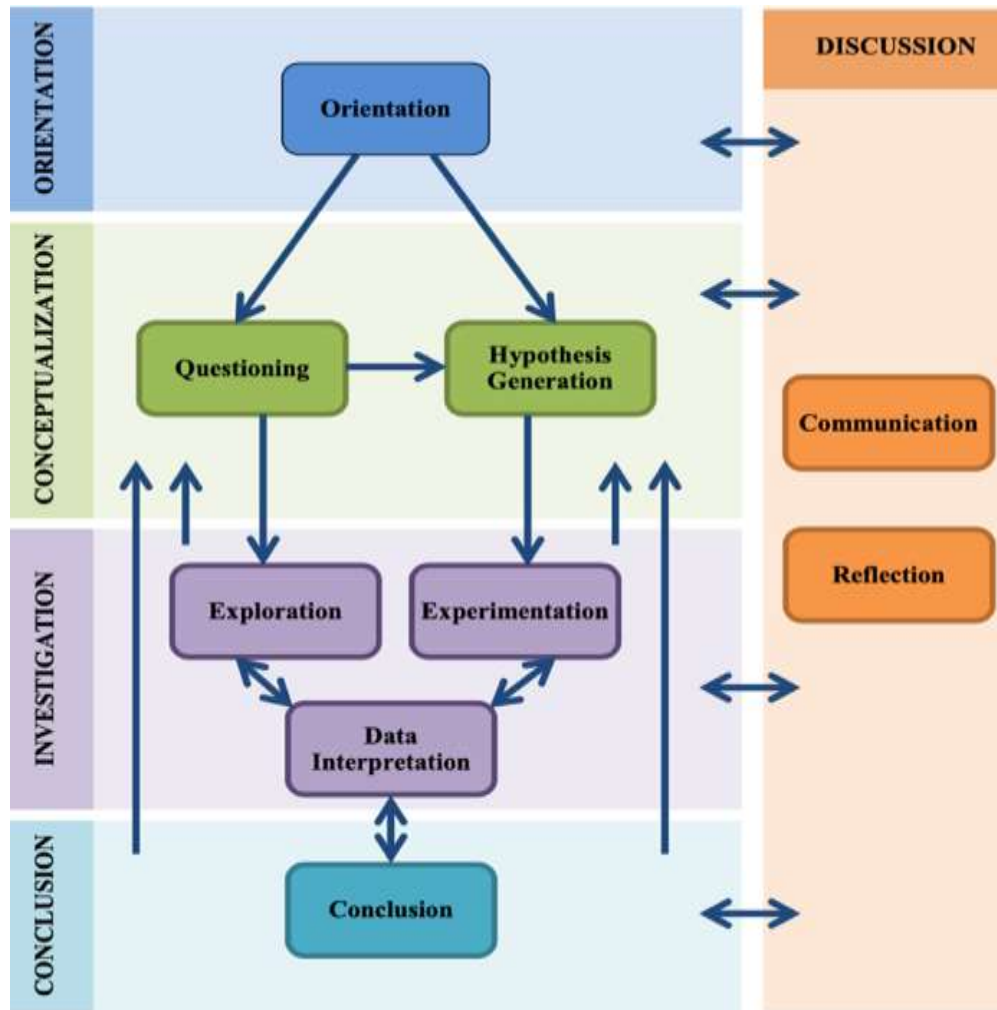 ORIENTATION
Orientation
CONCEPTUALIZATION
Questioning
Hypothesis
Generation
INVESTIGATION
Exploration
Experimentation
Data
Interpretation
CONCLUSION
Conclusion
DISCUSSION
Communication
Reflection